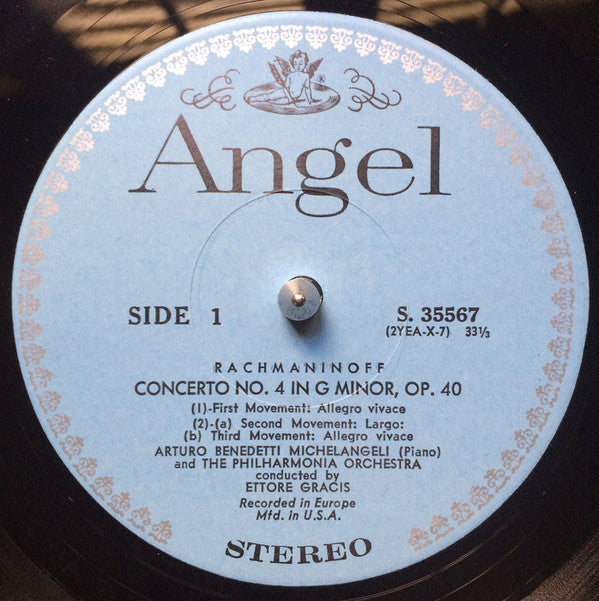 ®
Angel
SIDE 1
S. 35567
(2YEA-X-7) 33⅓
RACHMANINOFF
CONCERTO NO. 4 IN G MINOR, OP. 40
(1)-First Movement: Allegro vivace
(2)-(a) Second Movement: Largo:
(b) Third Movement: Allegro vivace
ARTURO BENEDETTI MICHELANGELI (Piano)
and THE PHILHARMONIA ORCHESTRA
conducted by
ETTORE GRACIS
Recorded in Europe
Mfd. in U.S.A.
STEREO